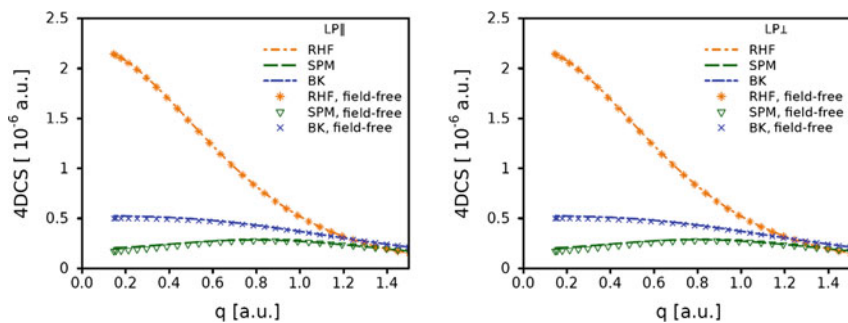 LP∥
RHF
SPM
BK
RHF, field-free
SPM, field-free
BK, field-free
4DCS [ 10⁻⁶ a.u.]
2.5
2
1.5
1
0.5
0
0.0 0.2 0.4 0.6 0.8 1.0 1.2 1.4
q [a.u.]
LP⊥
RHF
SPM
BK
RHF, field-free
SPM, field-free
BK, field-free
4DCS [ 10⁻⁶ a.u.]
2.5
2
1.5
1
0.5
0
0.0 0.2 0.4 0.6 0.8 1.0 1.2 1.4
q [a.u.]